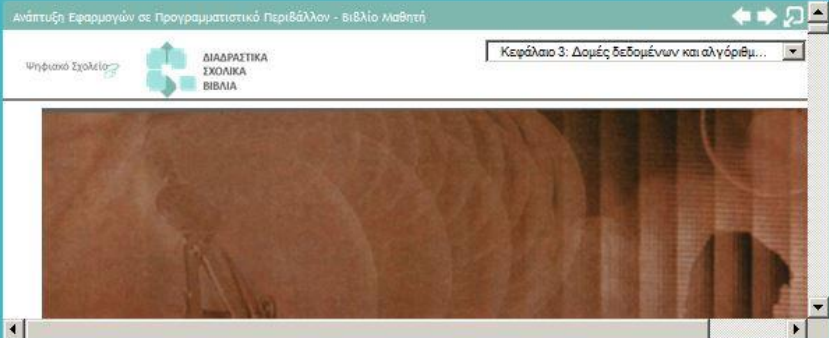 Ανάπτυξη Εφαρμογών σε Προγραμματιστικό Περιβάλλον - Βιβλίο Μαθητή
Ψηφιακό Σχολείο
ΔΙΑΔΡΑΣΤΙΚΑ
ΣΧΟΛΙΚΑ
ΒΙΒΛΙΑ
Κεφάλαιο 3: Δομές δεδομένων και αλγόριθμ...